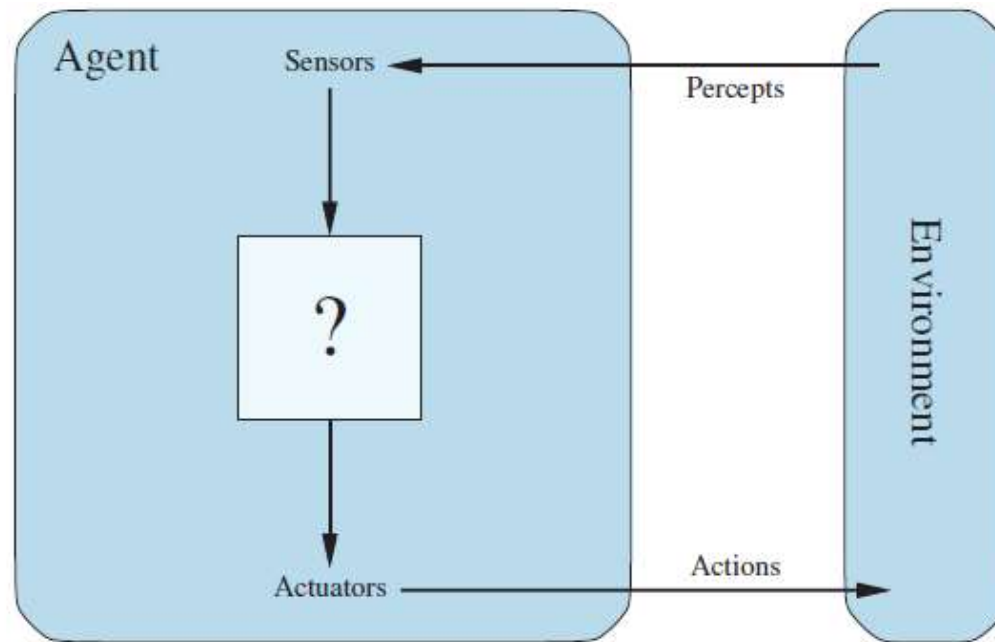 Agent
Sensors
Percepts
?
Environment
Actuators
Actions